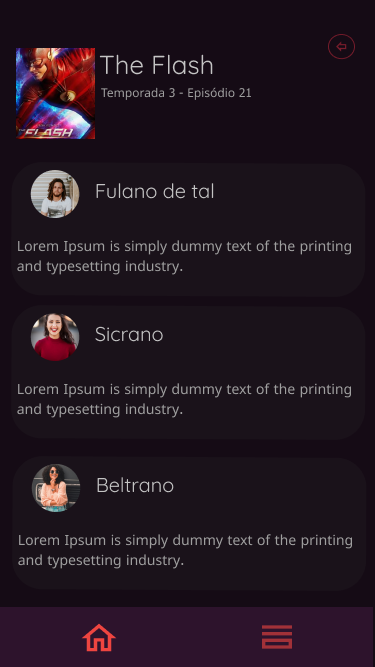 The Flash
Temporada 3 - Episódio 21
THE FLASH
Fulano de tal
Lorem Ipsum is simply dummy text of the printing
and typesetting industry.
Sicrano
Lorem Ipsum is simply dummy text of the printing
and typesetting industry.
Beltrano
Lorem Ipsum is simply dummy text of the printing
and typesetting industry.